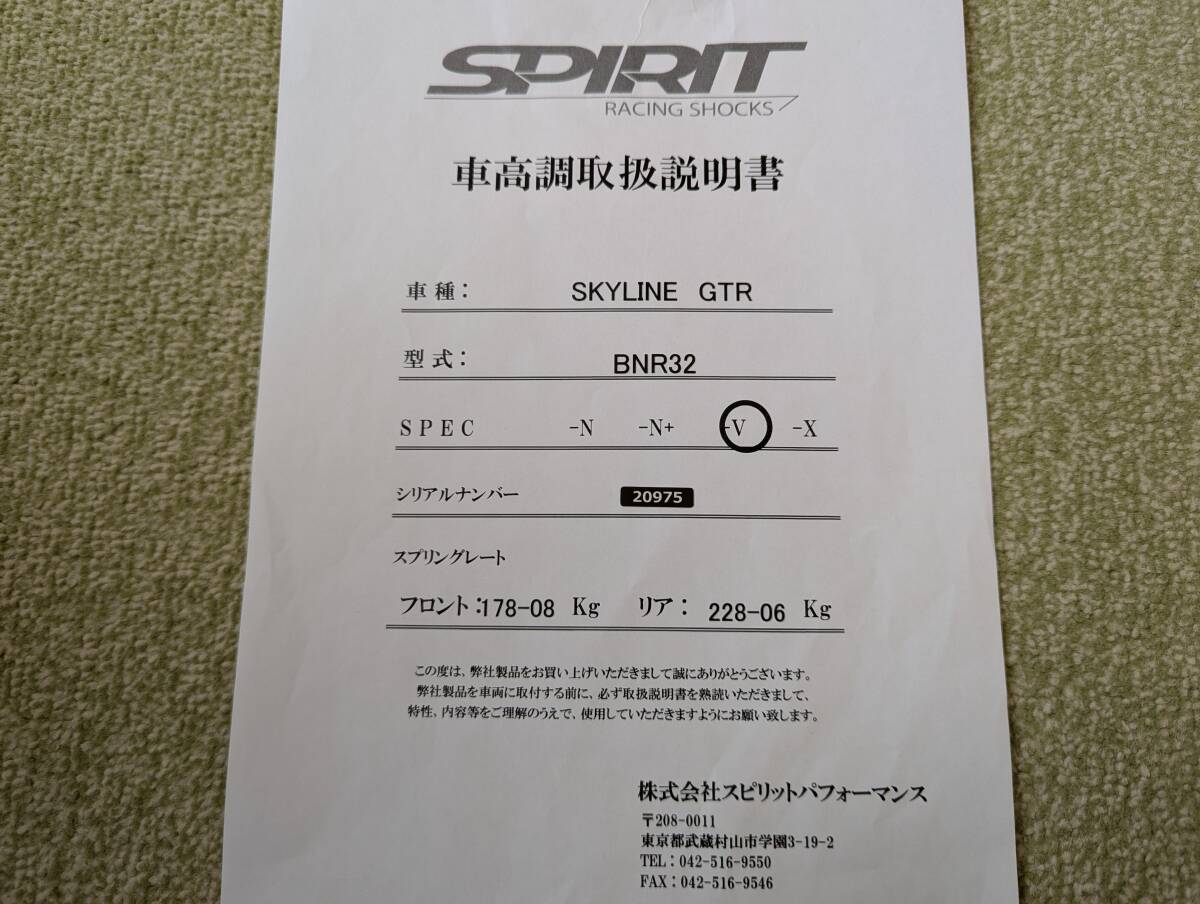 SPIRIT
RACING SHOCKS
車高調取扱説明書
車種： SKYLINE GTR
型式： BNR32
SPEC -N -N+ -V -X
シリアルナンバー 20975
スプリングレート
フロント：178-08 Kg リア： 228-06 Kg
この度は、弊社製品をお買い上げいただきまして誠にありがとうございます。
弊社製品を車両に取付する前に、必ず取扱説明書を熟読いただきまして、
特性、内容等をご理解のうえで、使用していただきますようにお願い致します。
株式会社スピリットパフォーマンス
〒208-0011
東京都武蔵村山市学園3-19-2
TEL：042-516-9550
FAX：042-516-9546